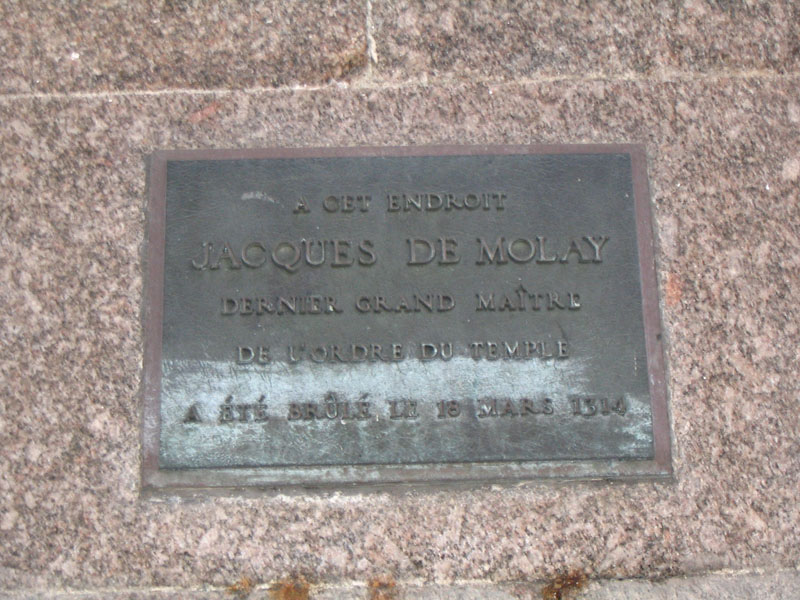 A CET ENDROIT
JACQUES DE MOLAY
DERNIER GRAND MAÎTRE
DE L'ORDRE DU TEMPLE
A ÉTÉ BRÛLÉ LE 18 MARS 1314